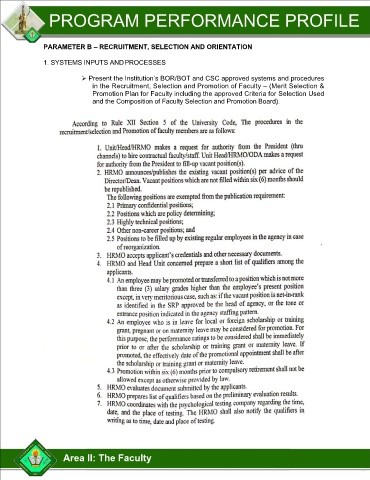 PROGRAM PERFORMANCE PROFILE
PARAMETER B – RECRUITMENT, SELECTION AND ORIENTATION
1. SYSTEMS INPUTS AND PROCESSES
➢ Present the Institution's BOR/BOT and CSC approved systems and procedures
in the Recruitment, Selection and Promotion of Faculty – (Merit Selection &
Promotion Plan for Faculty including the approved Criteria for Selection Used
and the Composition of Faculty Selection and Promotion Board).
According to Rule XII Section 5 of the University Code, The procedures in the
recruitment/selection and Promotion of faculty members are as follows:
1. Unit/Head/HRMO makes a request for authority from the President (thru
channels) to hire contractual faculty/staff. Unit Head/HRMO/ODA makes a request
for authority from the President to fill-up vacant position(s).
2. HRMO announces/publishes the existing vacant position(s) per advice of the
Director/Dean. Vacant positions which are not filled within six (6) months should
be republished.
The following positions are exempted from the publication requirement:
2.1 Primary confidential positions;
2.2 Positions which are policy determining;
2.3 Highly technical positions;
2.4 Other non-career positions; and
2.5 Positions to be filled up by existing regular employees in the agency in case
of reorganization.
3. HRMO accepts applicant's credentials and other necessary documents.
4. HRMO and Head Unit concerned prepare a short list of qualifiers among the
applicants.
4.1 An employee may be promoted or transferred to a position which is not more
than three (3) salary grades higher than the employee's present position
except, in very meritorious case, such as: if the vacant position is net-in-rank
as identified in the SRP approved by the head of agency, or the tone or
entrance position indicated in the agency staffing pattern.
4.2 An employee who is in leave for local or foreign scholarship or training
grant, pregnant or on maternity leave may be considered for promotion. For
this purpose, the performance ratings to be considered shall be immediately
prior to or after the scholarship or training grant or maternity leave. If
promoted, the effectively date of the promotional appointment shall be after
the scholarship or training grant or maternity leave.
4.3 Promotion within six (6) months prior to compulsory retirement shall not be
allowed except as otherwise provided by law.
5. HRMO evaluates document submitted by the applicants.
6. HRMO prepares list of qualifiers based on the preliminary evaluation results.
7. HRMO coordinates with the psychological testing company regarding the time,
date, and the place of testing. The HRMO shall also notify the qualifiers in
writing as to time, date and place of testing.
Area II: The Faculty